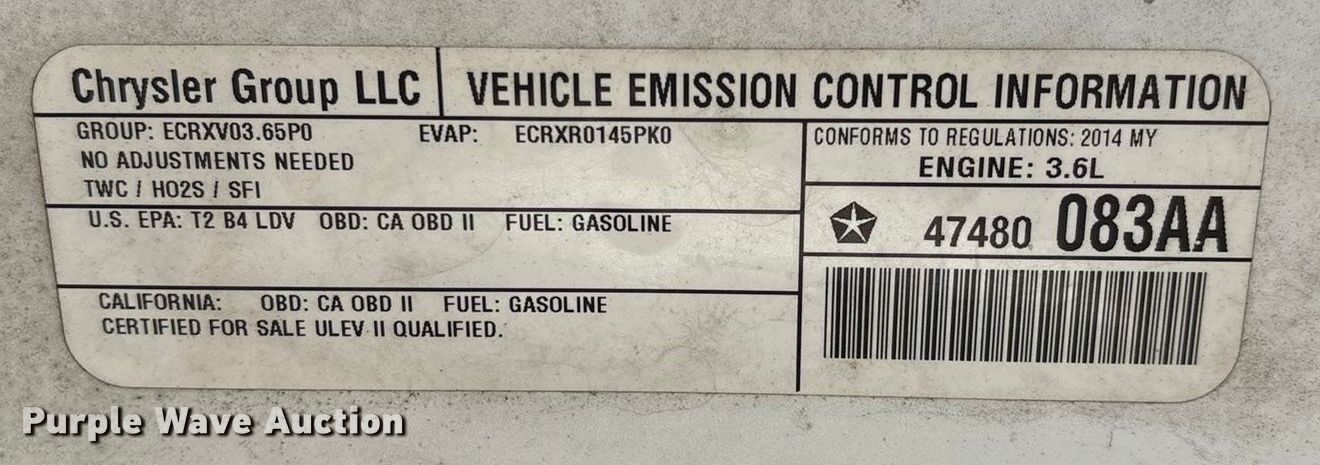 Chrysler Group LLC
VEHICLE EMISSION CONTROL INFORMATION
GROUP: ECRXV03.65P0 EVAP: ECRXR0145PK0
NO ADJUSTMENTS NEEDED
TWC / HO2S / SFI
U.S. EPA: T2 B4 LDV OBD: CA OBD II FUEL: GASOLINE
CALIFORNIA: OBD: CA OBD II FUEL: GASOLINE
CERTIFIED FOR SALE ULEV II QUALIFIED.
CONFORMS TO REGULATIONS: 2014 MY
ENGINE: 3.6L
47480 083AA
Purple Wave Auction